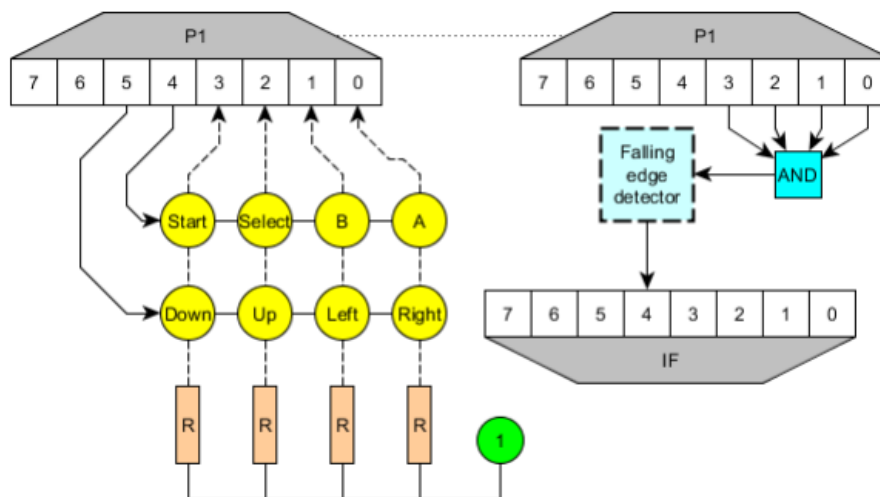 P1 P1
7 6 5 4 3 2 1 0 7 6 5 4 3 2 1 0
Falling
edge
detector
AND
Start Select B A
Down Up Left Right
7 6 5 4 3 2 1 0
IF
R R R R
1